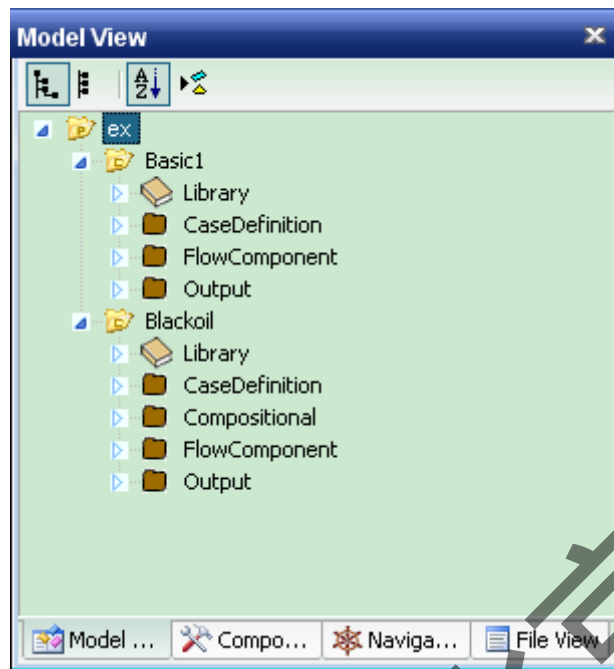 Model View
ex
Basic1
Library
CaseDefinition
FlowComponent
Output
Blackoil
Library
CaseDefinition
Compositional
FlowComponent
Output
Model ... Compo... Naviga... File View